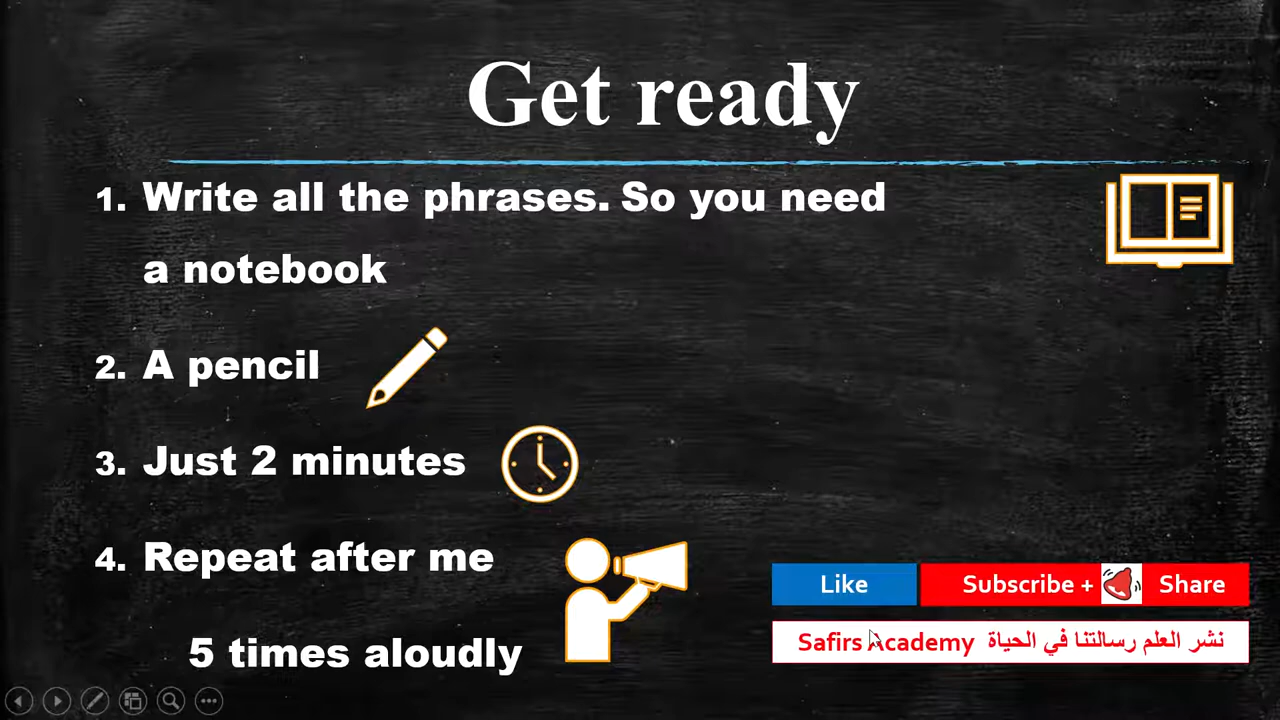 Get ready
1. Write all the phrases. So you need
a notebook
2. A pencil
3. Just 2 minutes
4. Repeat after me
5 times aloudly
Like
Subscribe + Share
Safirs Academy نشر العلم رسالتنا في الحياة